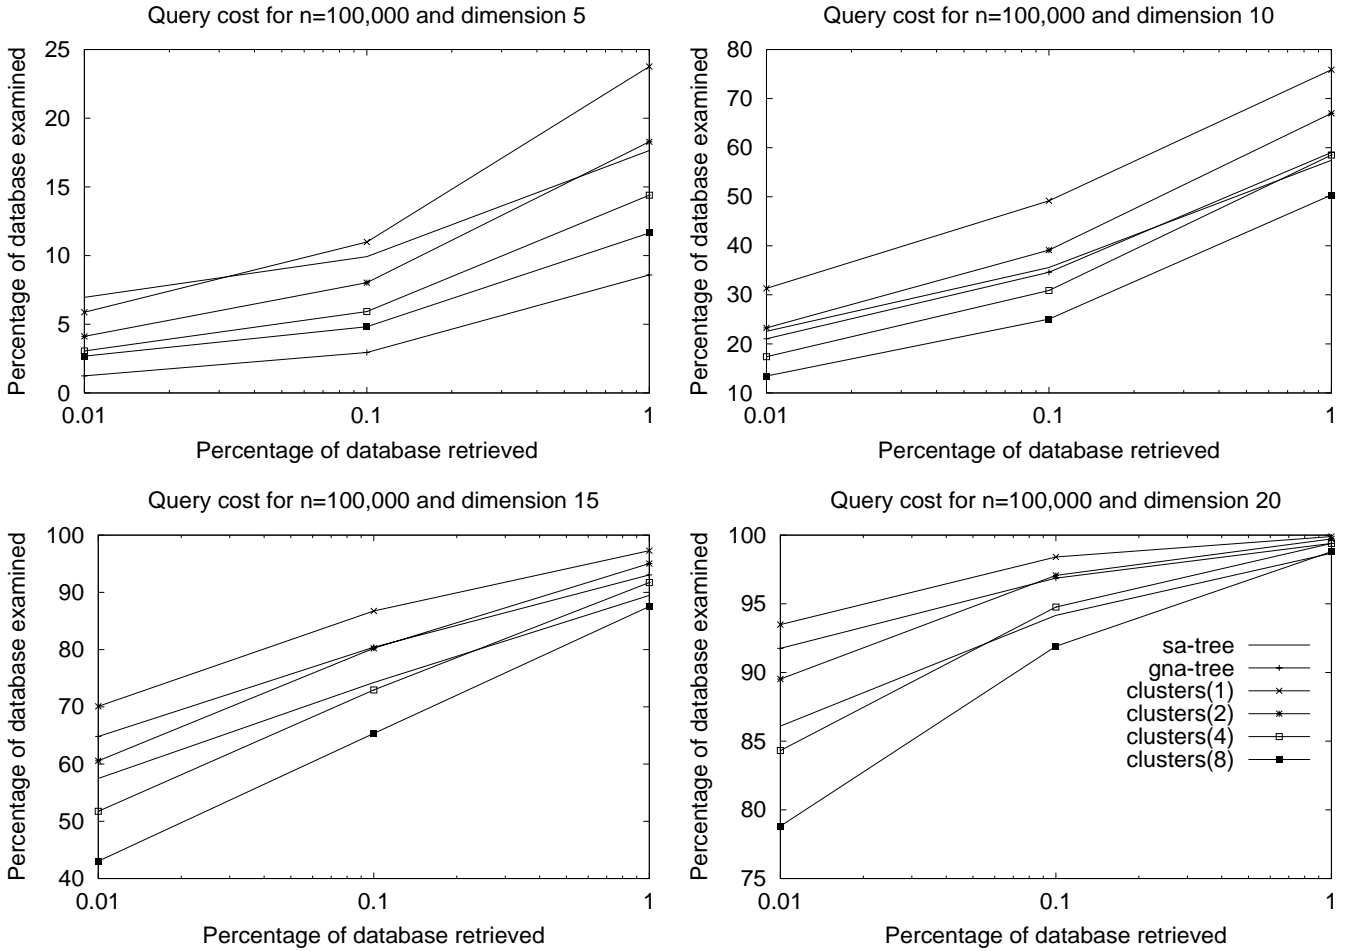 Query cost for n=100,000 and dimension 5
Percentage of database examined
25
20
15
10
5
0
0.01
0.1
1
Percentage of database retrieved
Query cost for n=100,000 and dimension 10
Percentage of database examined
80
70
60
50
40
30
20
10
0.01
0.1
1
Percentage of database retrieved
Query cost for n=100,000 and dimension 15
Percentage of database examined
100
90
80
70
60
50
40
0.01
0.1
1
Percentage of database retrieved
Query cost for n=100,000 and dimension 20
Percentage of database examined
100
95
90
85
80
75
0.01
0.1
1
Percentage of database retrieved
sa-tree
gna-tree
clusters(1)
clusters(2)
clusters(4)
clusters(8)